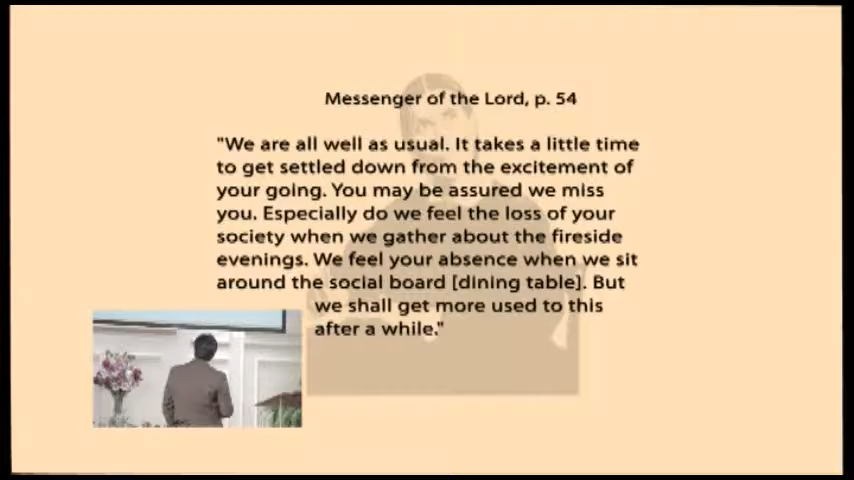 Messenger of the Lord, p. 54
"We are all well as usual. It takes a little time
to get settled down from the excitement of
your going. You may be assured we miss
you. Especially do we feel the loss of your
society when we gather about the fireside
evenings. We feel your absence when we sit
around the social board [dining table]. But
we shall get more used to this
after a while."